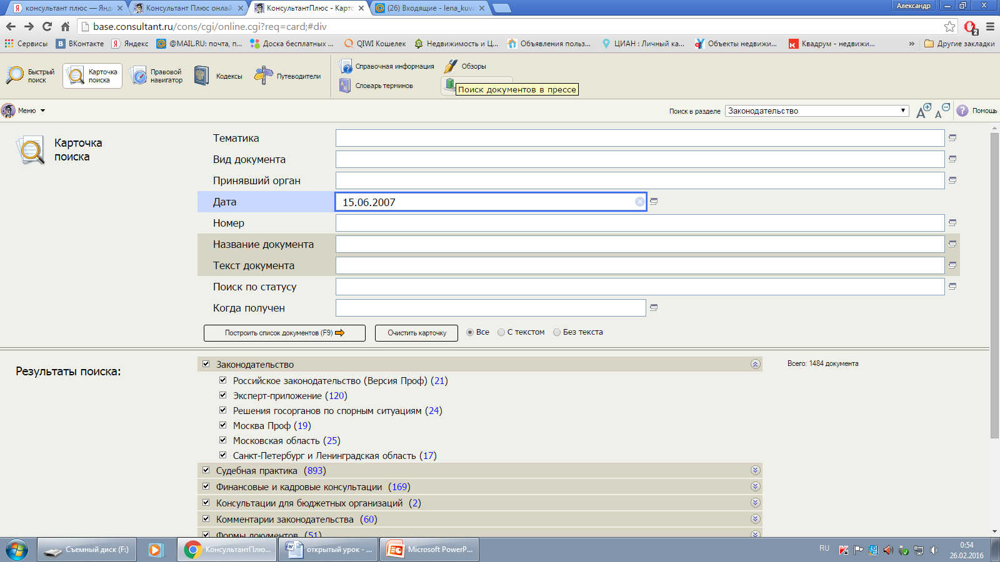 консультант плюс — Янд
Консультант Плюс онлай
КонсультантПлюс - Карто
(26) Входящие - lena_kuva
Александр
base.consultant.ru/cons/cgi/online.cgi?req=card;#div
2
Сервисы
ВКонтакте
Яндекс
@MAIL.RU: почта, п...
Доска бесплатных ...
QIWI Кошелек
Недвижимость и Ц...
Объявления польз...
ЦИАН : Личный ка...
Объекты недвижи...
Квадрум - недвижи...
»
Другие закладки
Быстрый
поиск
Карточка
поиска
Правовой
навигатор
Кодексы
Путеводители
Справочная информация
Словарь терминов
Обзоры
Поиск документов в прессе
Меню
Поиск в разделе
Законодательство
Помощь
Карточка
поиска
Тематика
Вид документа
Принявший орган
Дата
15.06.2007
Номер
Название документа
Текст документа
Поиск по статусу
Когда получен
Построить список документов (F9)
Очистить карточку
Все
С текстом
Без текста
Результаты поиска:
Законодательство
Всего: 1484 документа
Российское законодательство (Версия Проф) (21)
Эксперт-приложение (120)
Решения госорганов по спорным ситуациям (24)
Москва Проф (19)
Московская область (25)
Санкт-Петербург и Ленинградская область (17)
Судебная практика (893)
Финансовые и кадровые консультации (169)
Консультации для бюджетных организаций (2)
Комментарии законодательства (60)
Формы документов (51)
Съемный диск (F:)
КонсультантПлю...
открытый урок - ...
Microsoft PowerP...
RU
0:54
26.02.2016